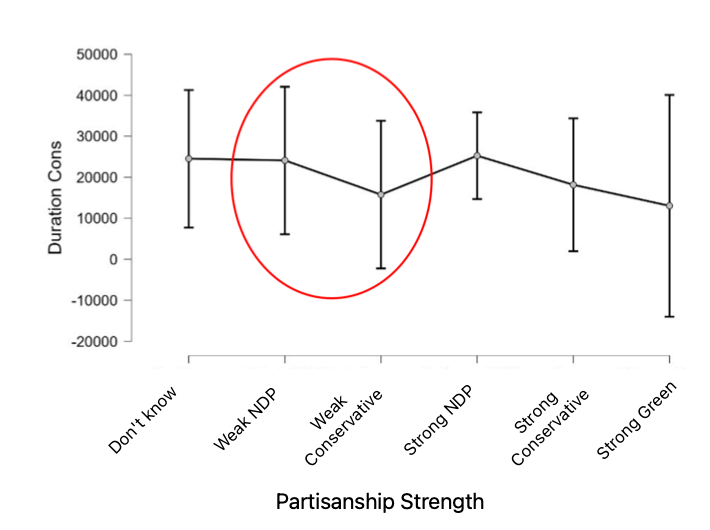 50000
40000
30000
20000
10000
0
-10000
-20000
Duration Cons
Don't know
Weak NDP
Weak
Conservative
Strong NDP
Strong
Conservative
Strong Green
Partisanship Strength